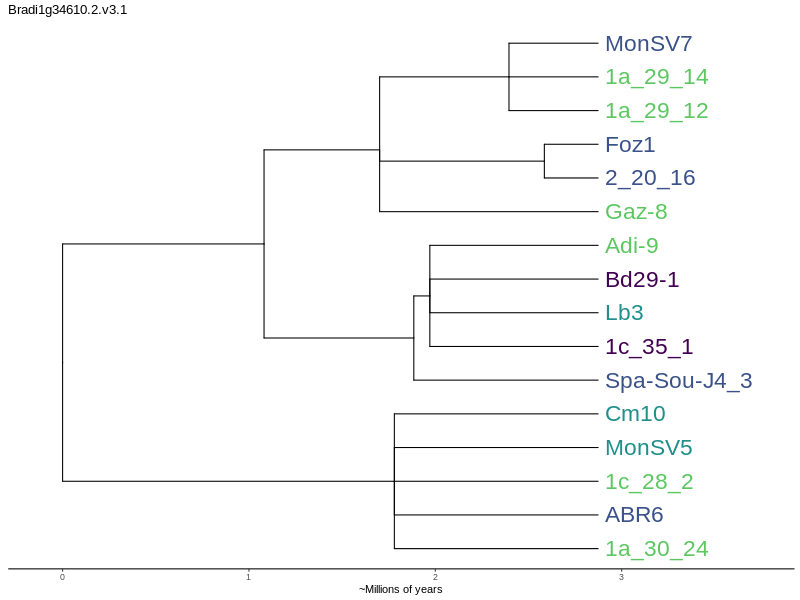 Bradi1g34610.2.v3.1
MonSV7
1a_29_14
1a_29_12
Foz1
2_20_16
Gaz-8
Adi-9
Bd29-1
Lb3
1c_35_1
Spa-Sou-J4_3
Cm10
MonSV5
1c_28_2
ABR6
1a_30_24
0 1 2 3
~Millions of years